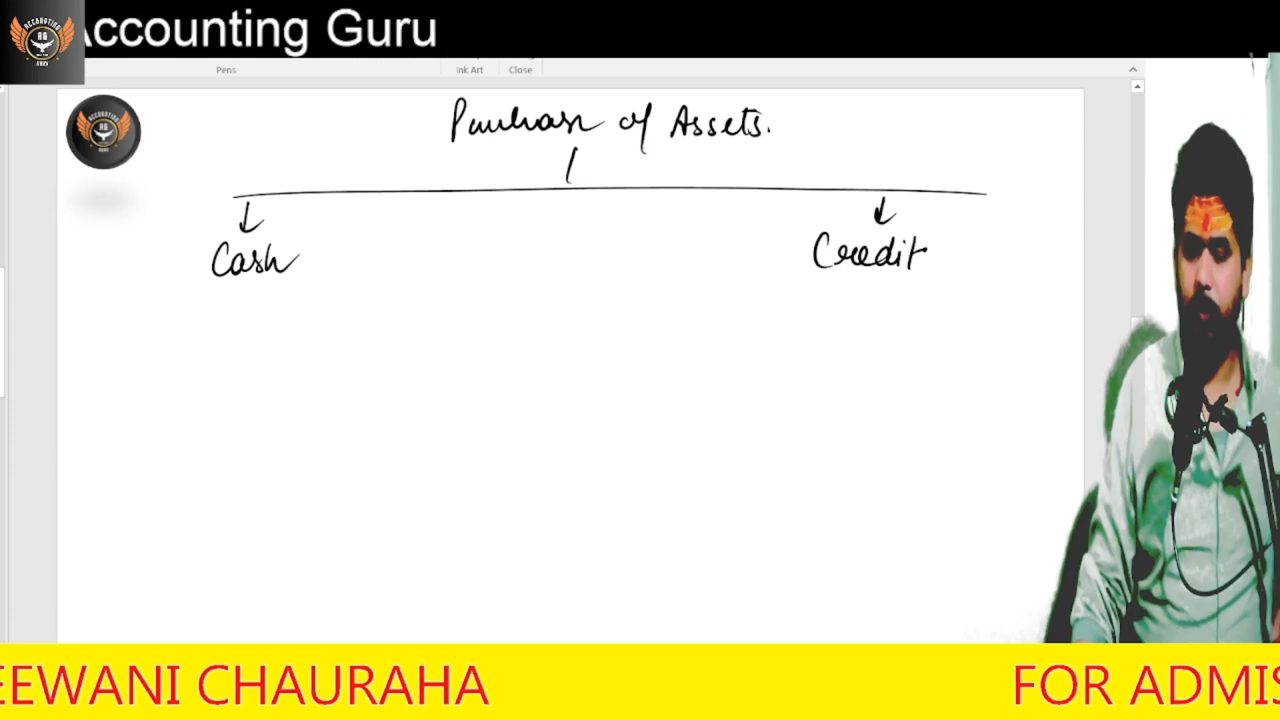 Accounting Guru
Pens
Ink Art
Close
Purchase of Assets.
Cash
Credit
EEWANI CHAURAHA
FOR ADMIS